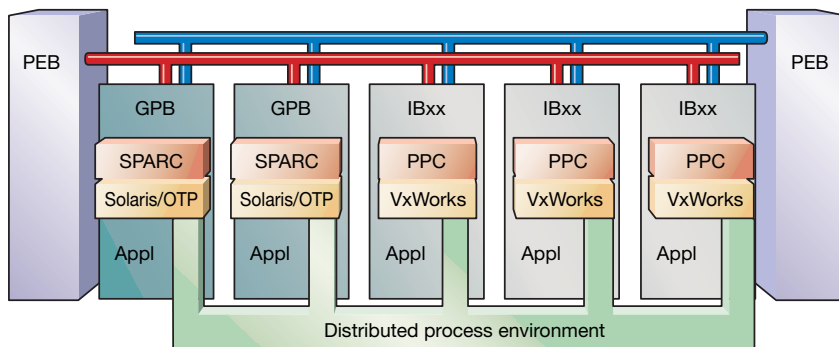 PEB PEB
GPB GPB IBxx IBxx IBxx
SPARC SPARC PPC PPC PPC
Solaris/OTP Solaris/OTP VxWorks VxWorks VxWorks
Appl Appl Appl Appl Appl
Distributed process environment